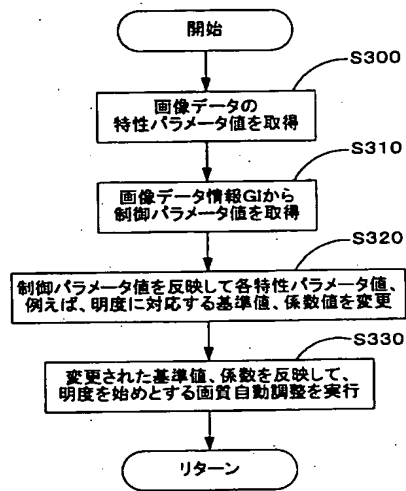 開始
S300
画像データの
特性パラメータ値を取得
S310
画像データ情報GIから
制御パラメータ値を取得
S320
制御パラメータ値を反映して各特性パラメータ値、
例えば、明度に対応する基準値、係数値を変更
S330
変更された基準値、係数を反映して、
明度を始めとする画質自動調整を実行
リターン